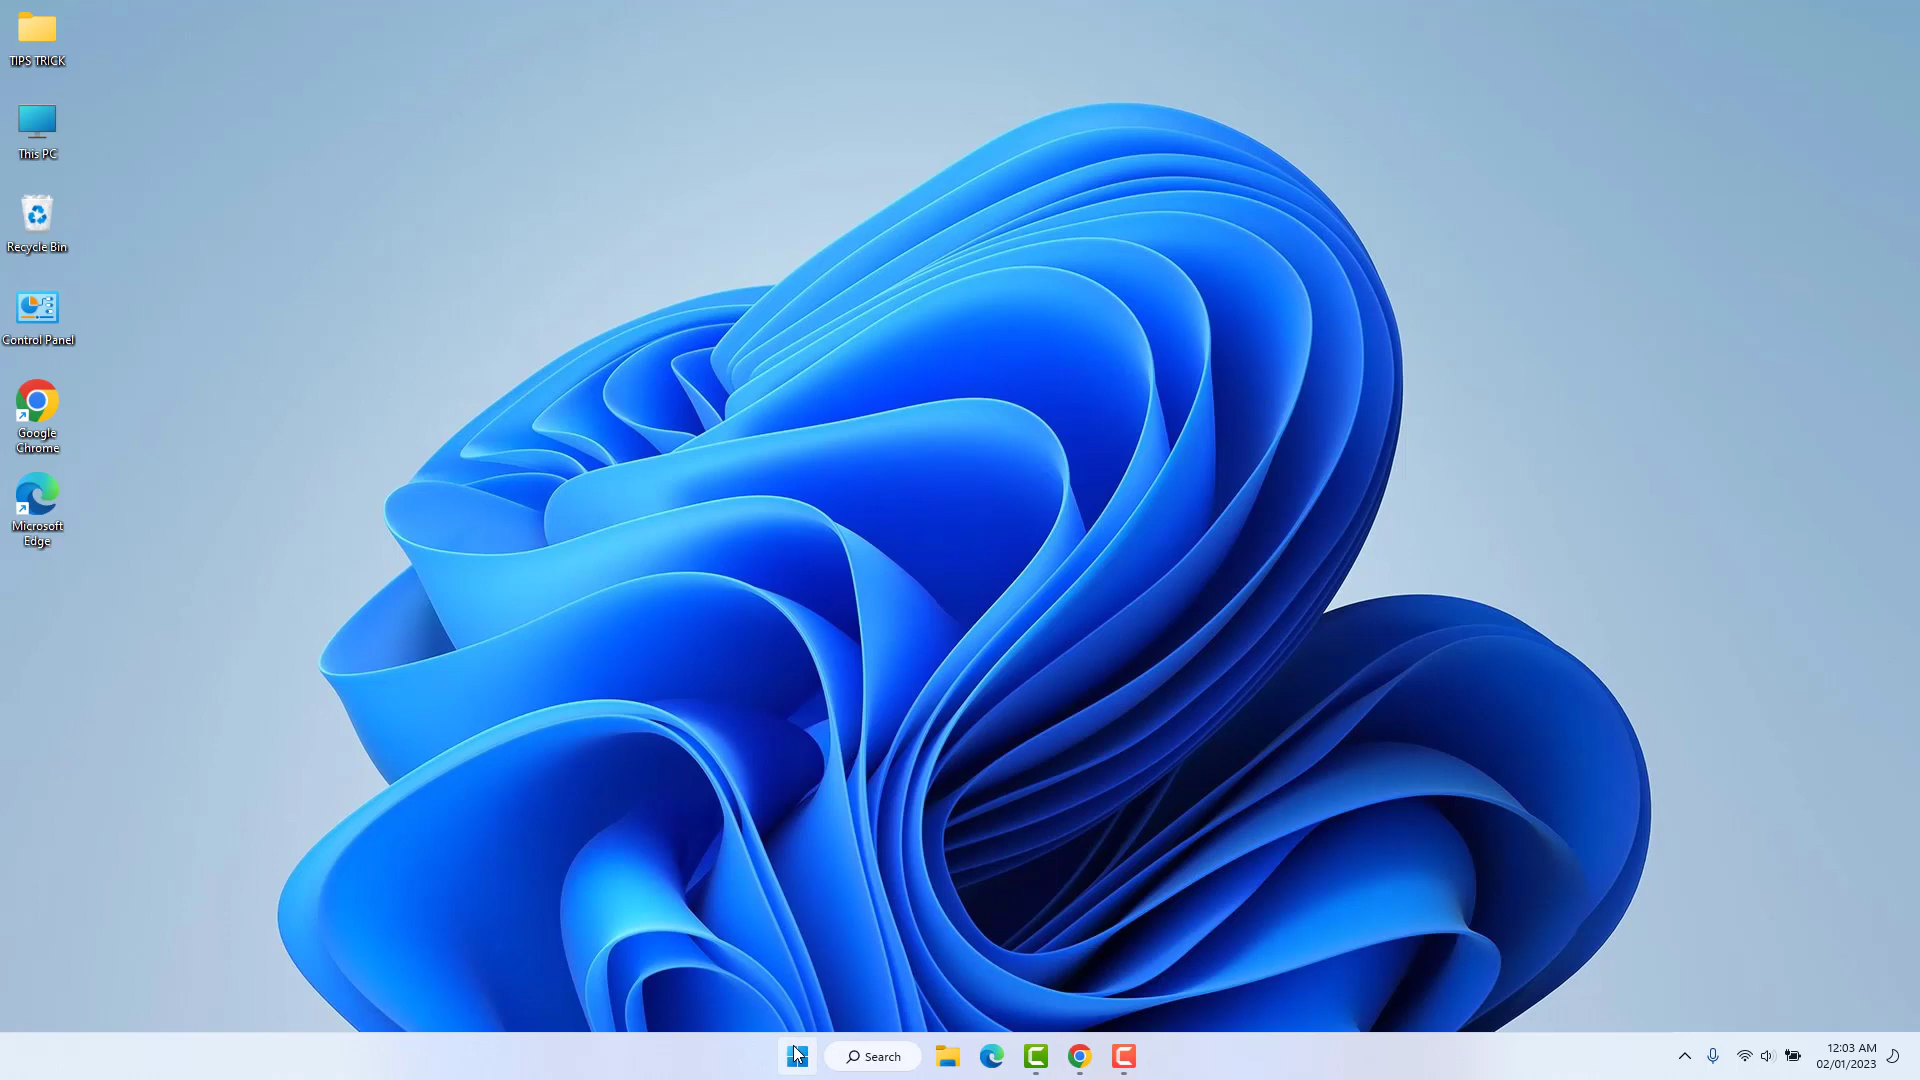 TIPS TRICK
This PC
Recycle Bin
Control Panel
Google
Chrome
Microsoft
Edge
Search
12:03 AM
02/01/2023